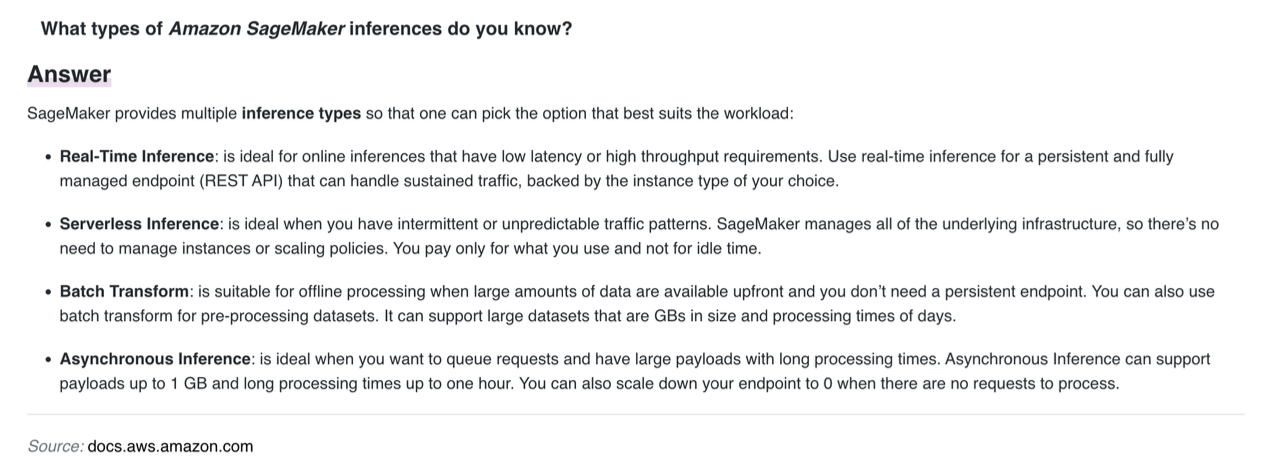 What types of Amazon SageMaker inferences do you know?
Answer
SageMaker provides multiple inference types so that one can pick the option that best suits the workload:
• Real-Time Inference: is ideal for online inferences that have low latency or high throughput requirements. Use real-time inference for a persistent and fully
managed endpoint (REST API) that can handle sustained traffic, backed by the instance type of your choice.
• Serverless Inference: is ideal when you have intermittent or unpredictable traffic patterns. SageMaker manages all of the underlying infrastructure, so there’s no
need to manage instances or scaling policies. You pay only for what you use and not for idle time.
• Batch Transform: is suitable for offline processing when large amounts of data are available upfront and you don’t need a persistent endpoint. You can also use
batch transform for pre-processing datasets. It can support large datasets that are GBs in size and processing times of days.
• Asynchronous Inference: is ideal when you want to queue requests and have large payloads with long processing times. Asynchronous Inference can support
payloads up to 1 GB and long processing times up to one hour. You can also scale down your endpoint to 0 when there are no requests to process.
Source: docs.aws.amazon.com